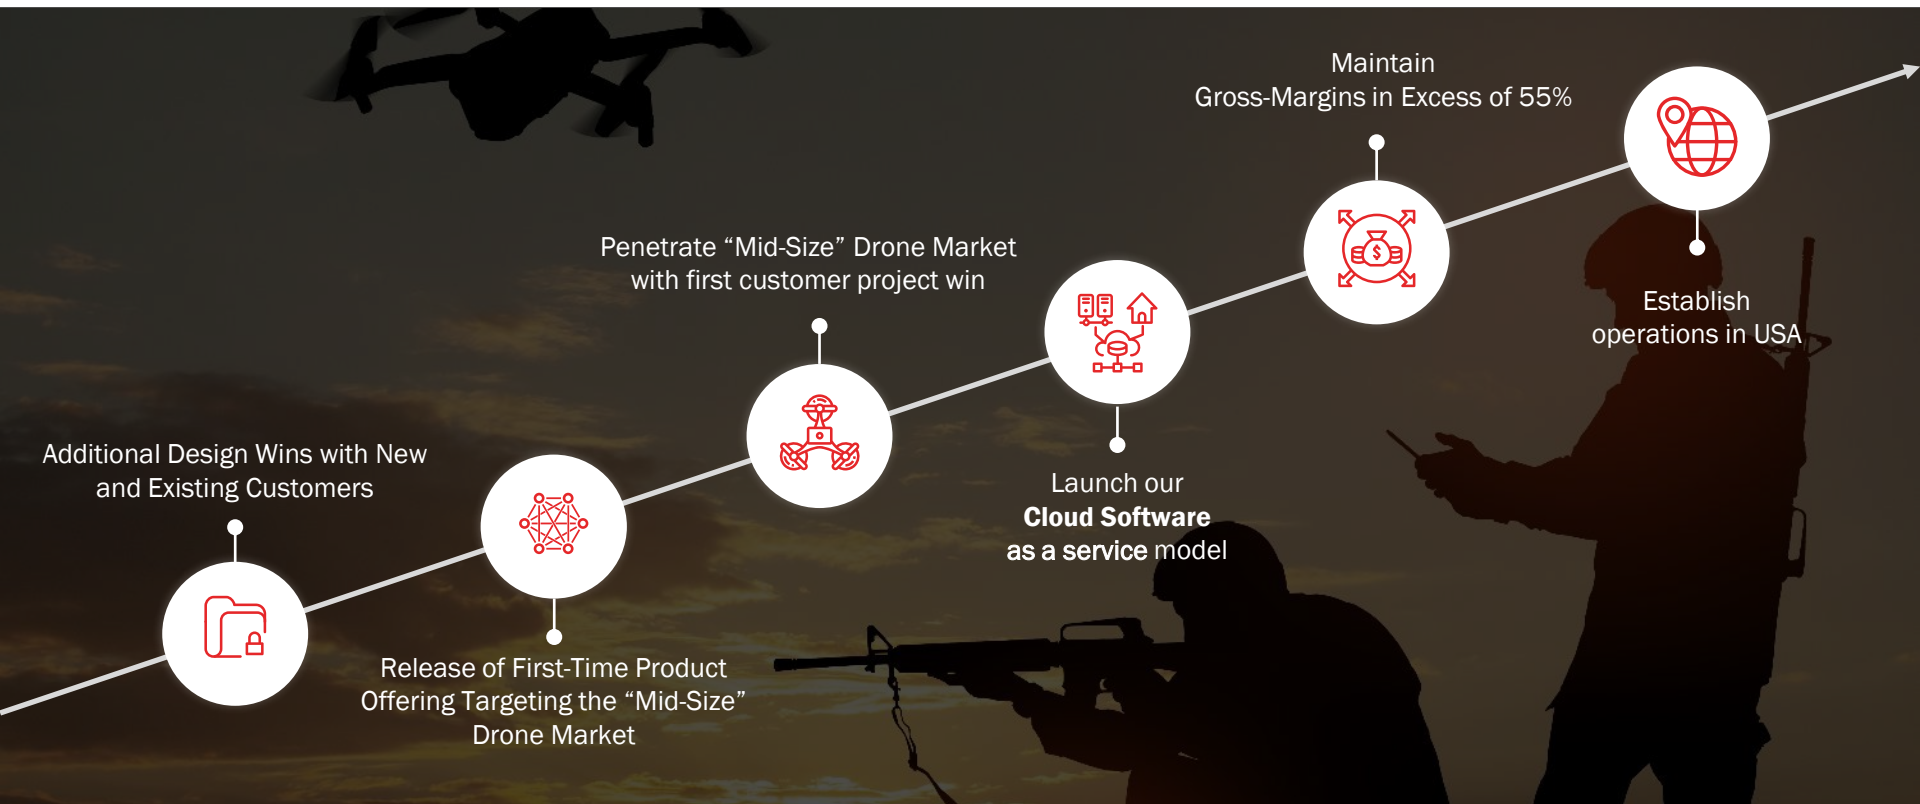 Additional Design Wins with New
and Existing Customers
Release of First-Time Product
Offering Targeting the “Mid-Size”
Drone Market
Penetrate “Mid-Size” Drone Market
with first customer project win
Launch our
Cloud Software
as a service model
Maintain
Gross-Margins in Excess of 55%
Establish
operations in USA
$